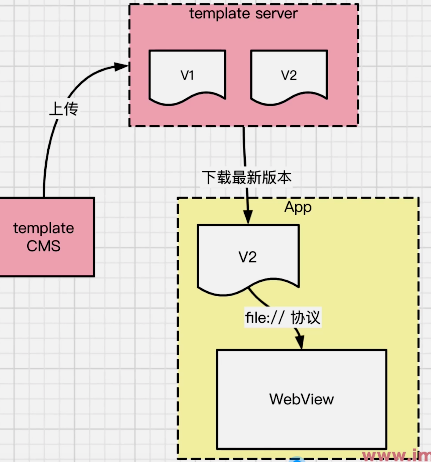 template server
V1
V2
上传
下载最新版本
template
CMS
App
V2
file:// 协议
WebView
www.im